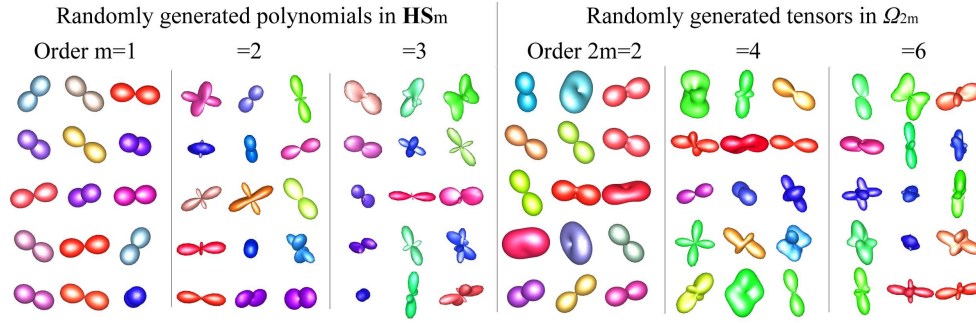 Randomly generated polynomials in HSm
Randomly generated tensors in Ω2m
Order m=1
=2
=3
Order 2m=2
=4
=6